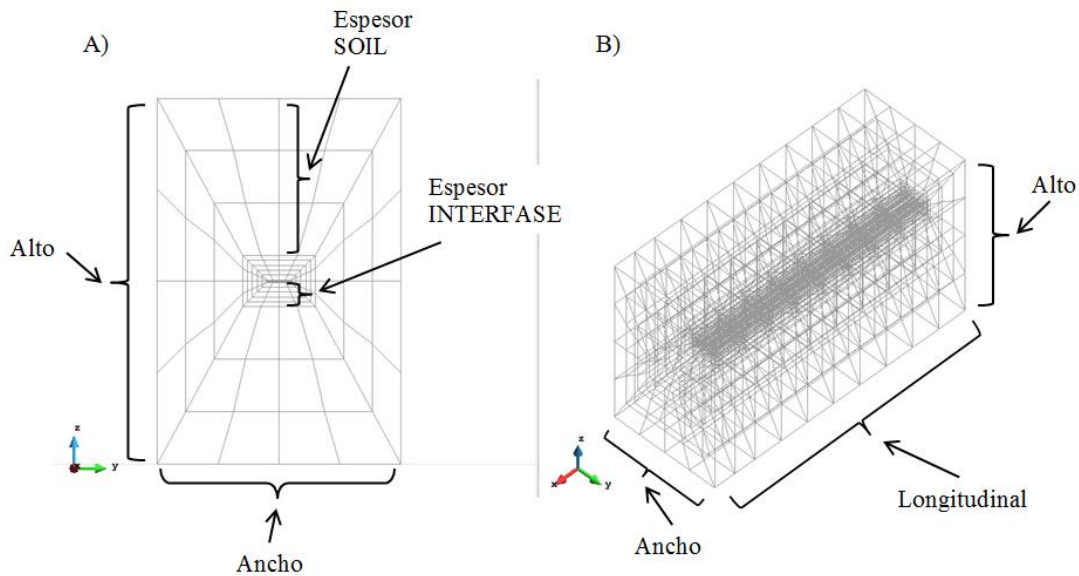 A)
Espesor
SOIL
B)
Espesor
INTERFASE
Alto
Alto
z
y
z
x
y
Longitudinal
Ancho
Ancho